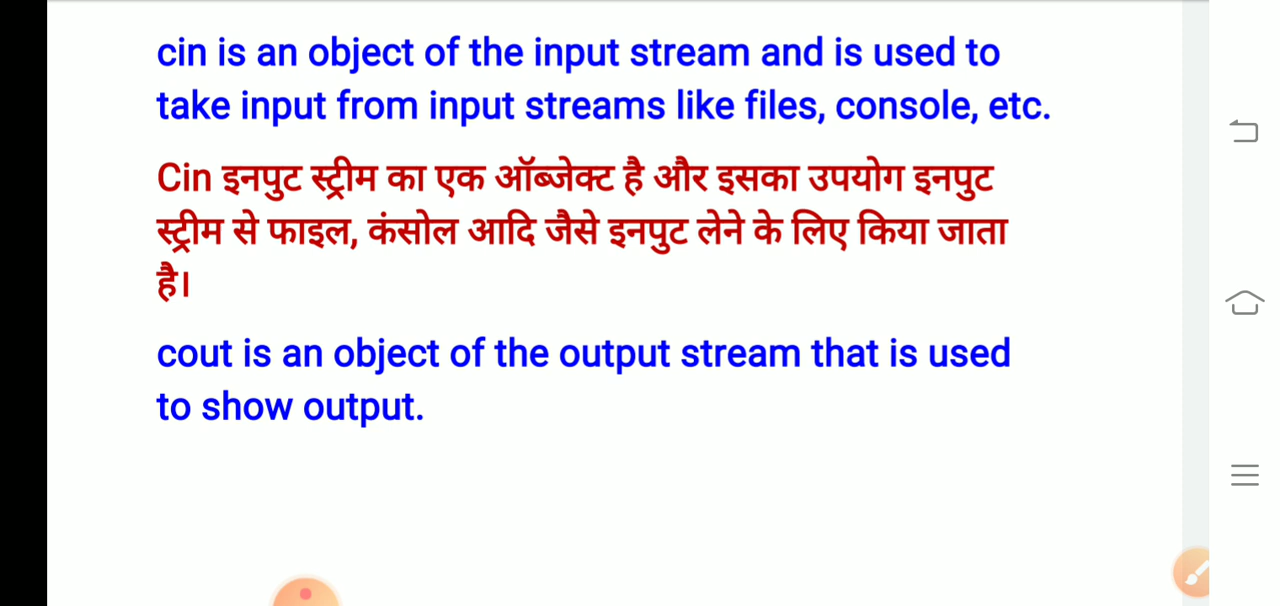 cin is an object of the input stream and is used to
take input from input streams like files, console, etc.
Cin इनपुट स्ट्रीम का एक ऑब्जेक्ट है और इसका उपयोग इनपुट
स्ट्रीम से फाइल, कंसोल आदि जैसे इनपुट लेने के लिए किया जाता
है।
cout is an object of the output stream that is used
to show output.